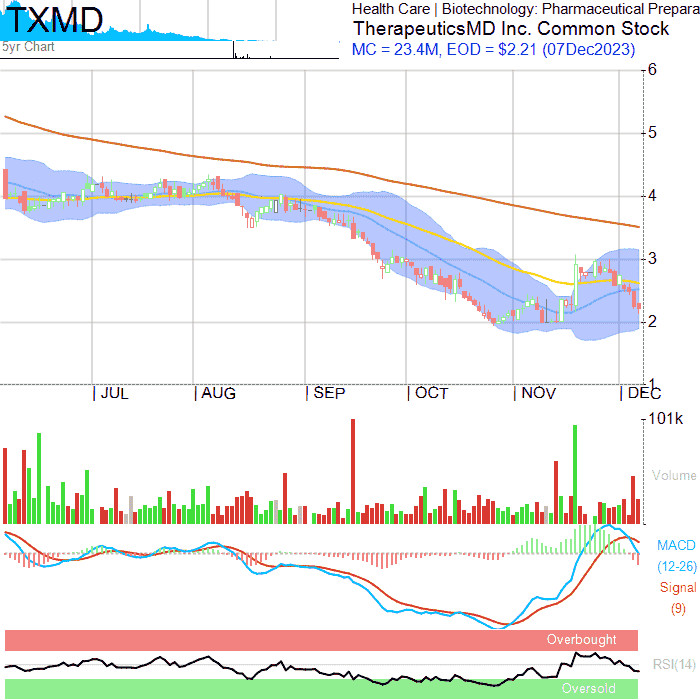 TXMD
5yr Chart
Health Care | Biotechnology: Pharmaceutical Prepara
TherapeuticsMD Inc. Common Stock
MC = 23.4M, EOD = $2.21 (07Dec2023)
6
5
4
3
2
1
JUL AUG SEP OCT NOV DEC
101k
Volume
MACD
(12-26)
Signal
(9)
Overbought
RSI(14)
Oversold